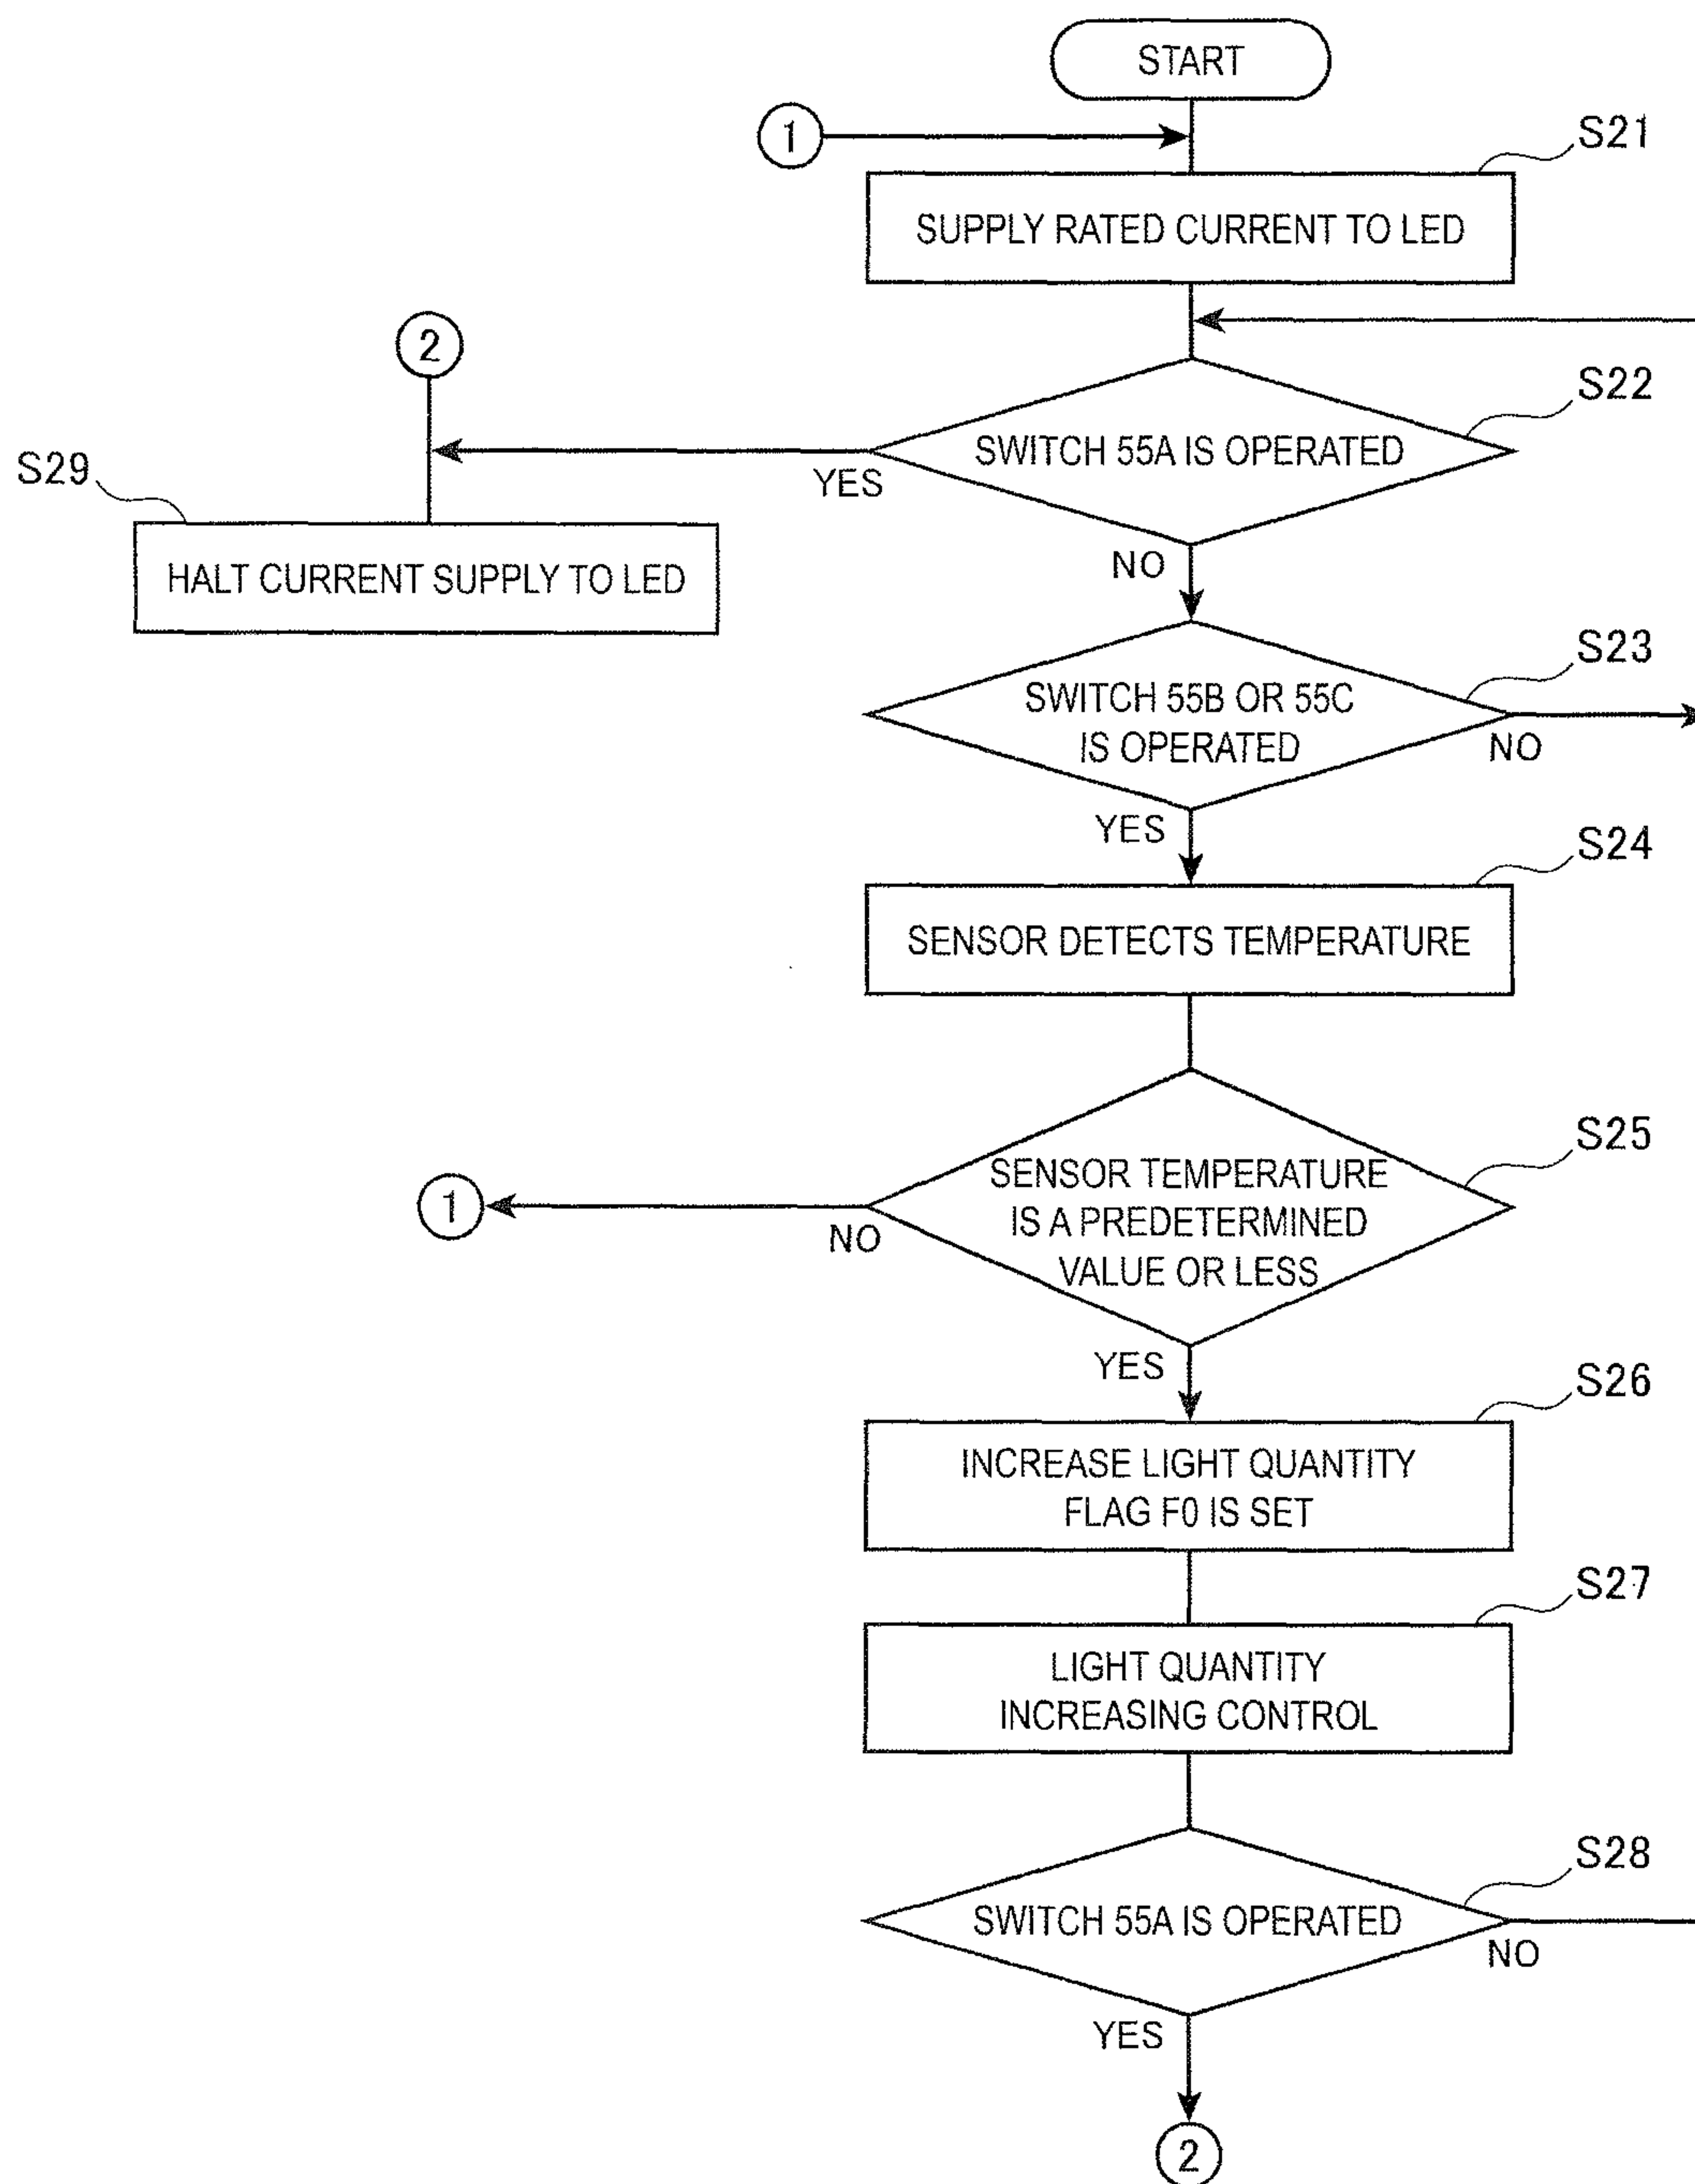 START
1
S21
SUPPLY RATED CURRENT TO LED
2
S22
SWITCH 55A IS OPERATED
YES
S29
HALT CURRENT SUPPLY TO LED
NO
S23
SWITCH 55B OR 55C
IS OPERATED
NO
YES
S24
SENSOR DETECTS TEMPERATURE
S25
SENSOR TEMPERATURE
IS A PREDETERMINED
VALUE OR LESS
1
NO
YES
S26
INCREASE LIGHT QUANTITY
FLAG F0 IS SET
S27
LIGHT QUANTITY
INCREASING CONTROL
S28
SWITCH 55A IS OPERATED
NO
YES
2